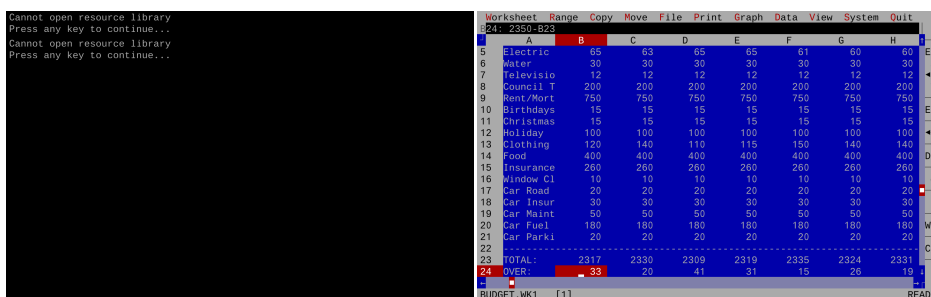 Cannot open resource library
Press any key to continue...
Cannot open resource library
Press any key to continue...
Worksheet Range Copy Move File Print Graph Data View System Quit
B24: 2350-B23
A B C D E F G H
5 Electric 65 63 65 65 61 60 60 E
6 Water 30 30 30 30 30 30 30
7 Televisio 12 12 12 12 12 12 12
8 Council T 200 200 200 200 200 200 200
9 Rent/Mort 750 750 750 750 750 750 750
10 Birthdays 15 15 15 15 15 15 15 E
11 Christmas 15 15 15 15 15 15 15
12 Holiday 100 100 100 100 100 100 100
13 Clothing 120 140 110 115 150 140 140
14 Food 400 400 400 400 400 400 400 D
15 Insurance 260 260 260 260 260 260 260
16 Window Cl 10 10 10 10 10 10 10
17 Car Road 20 20 20 20 20 20 20
18 Car Insur 30 30 30 30 30 30 30
19 Car Maint 50 50 50 50 50 50 50
20 Car Fuel 180 180 180 180 180 180 180 W
21 Car Parki 20 20 20 20 20 20 20
22 C
23 TOTAL: 2317 2330 2309 2319 2335 2324 2331
24 OVER: 33 20 41 31 15 26 19
BUDGET.WK1 [1] READ